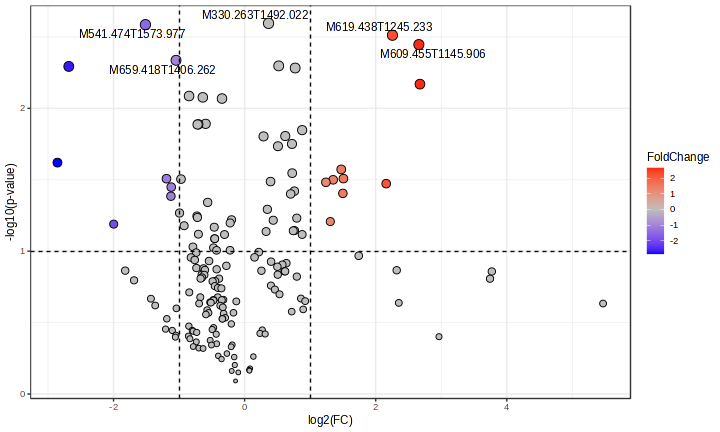 M330.263T1492.022
M619.438T1245.233
M541.474T1573.977
M609.455T1145.906
M659.418T1406.262
FoldChange
2
1
0
-1
-2
-log10(p-value)
2
1
0
-2
0
2
4
log2(FC)